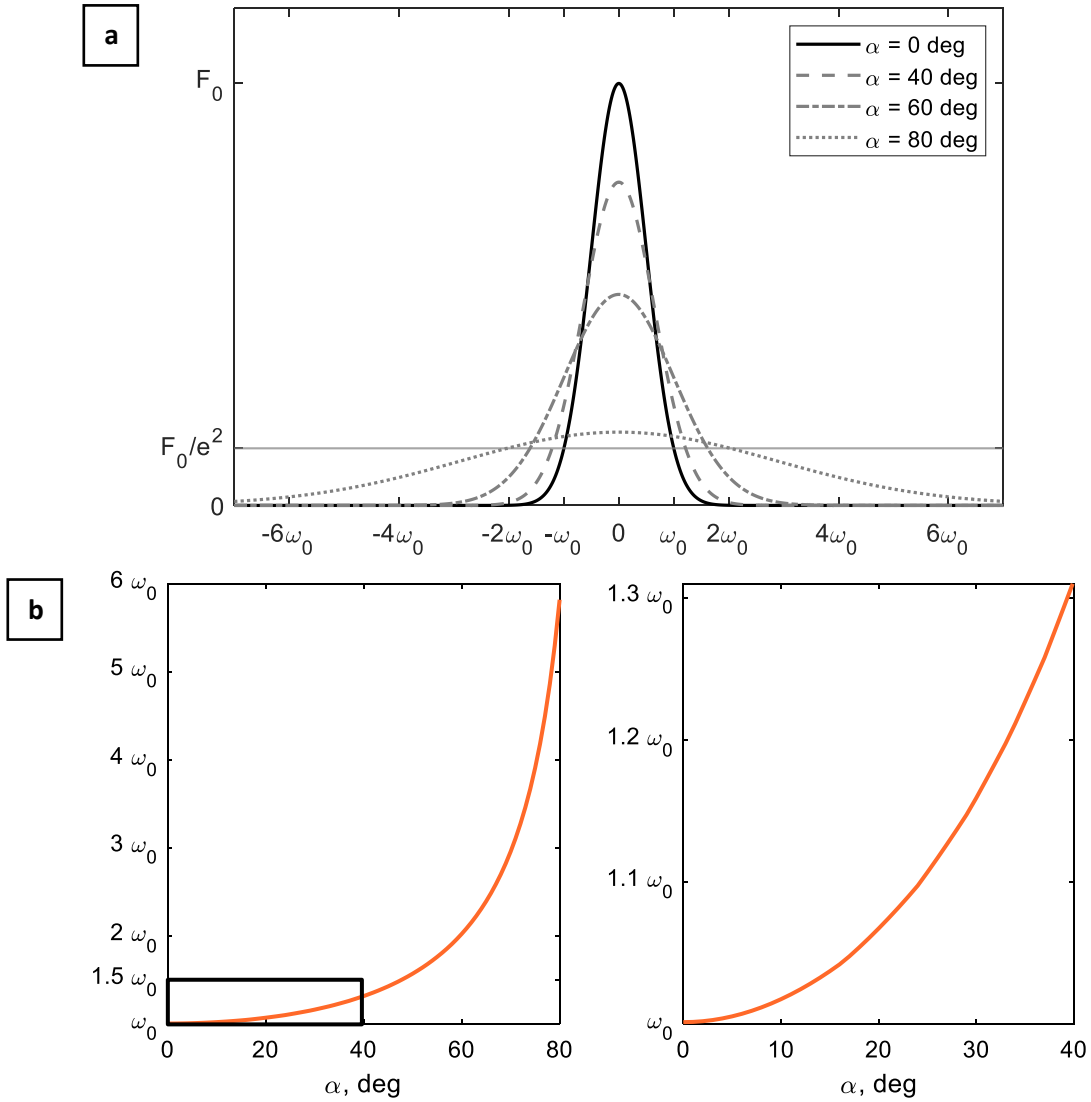 a
α = 0 deg
α = 40 deg
α = 60 deg
α = 80 deg
F₀
F₀/e²
0
-6ω₀ -4ω₀ -2ω₀ -ω₀ 0 ω₀ 2ω₀ 4ω₀ 6ω₀
b
6 ω₀
5 ω₀
4 ω₀
3 ω₀
2 ω₀
1.5 ω₀
ω₀
0 20 40 60 80
α, deg
1.3 ω₀
1.2 ω₀
1.1 ω₀
ω₀
0 10 20 30 40
α, deg